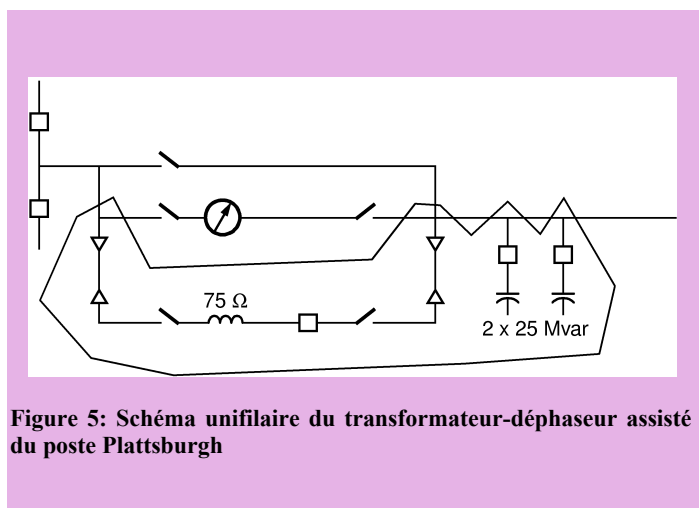 75 Ω
2 x 25 Mvar
Figure 5: Schéma unifilaire du transformateur-déphaseur assisté
du poste Plattsburgh